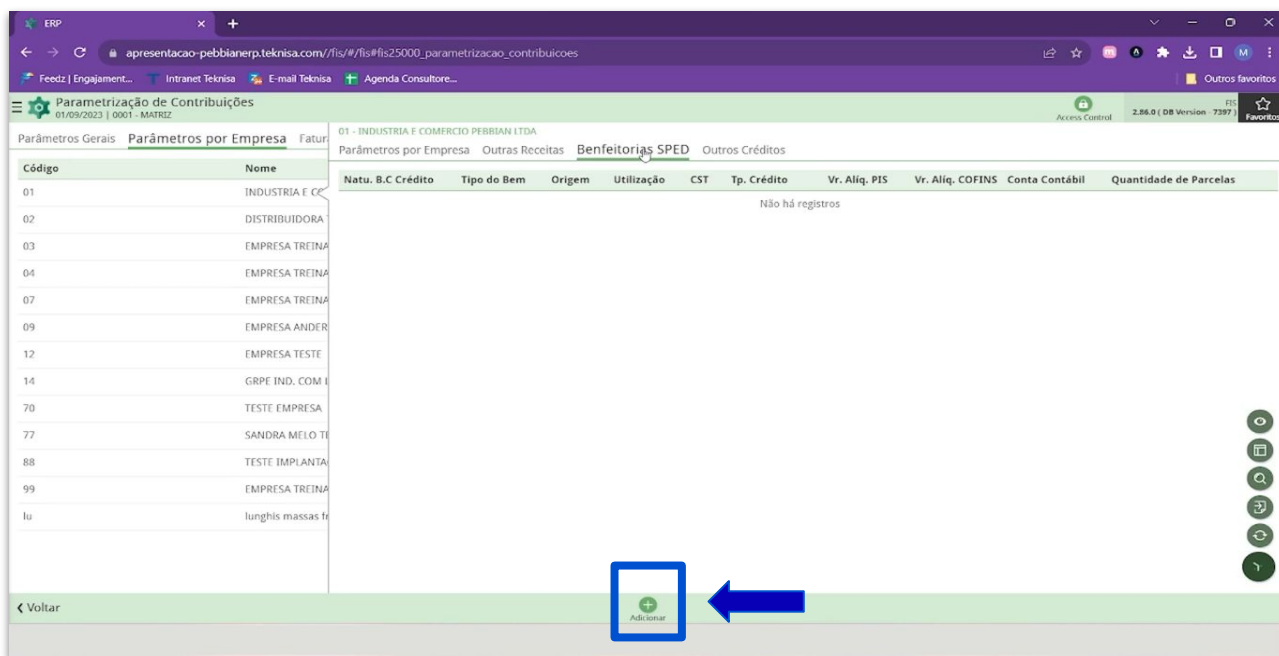 ERP
apresentacao-pebbianerp.teknisa.com//fis/#/fis#fis25000_parametrizacao_contribuicoes
M
Feedz | Engajament... Intranet Teknisa E-mail Teknisa Agenda Consultore... Outros favoritos
Parametrização de Contribuições
01/09/2023 | 0001 - MATRIZ
Access Control
FIS
2.86.0 ( DB Version 7397 )
Favoritos
Parâmetros Gerais Parâmetros por Empresa Fatur
01 - INDUSTRIA E COMERCIO PEBBIAN LTDA
Parâmetros por Empresa Outras Receitas Benfeitorias SPED Outros Créditos
Código Nome
Natu. B.C Crédito Tipo do Bem Origem Utilização CST Tp. Crédito Vr. Alíq. PIS Vr. Alíq. COFINS Conta Contábil Quantidade de Parcelas
Não há registros
01 INDUSTRIA E CO
02 DISTRIBUIDORA
03 EMPRESA TREINA
04 EMPRESA TREINA
07 EMPRESA TREINA
09 EMPRESA ANDER
12 EMPRESA TESTE
14 GRPE IND. COM L
70 TESTE EMPRESA
77 SANDRA MELO TE
88 TESTE IMPLANTA
99 EMPRESA TREINA
lu lunghis massas fr
Voltar
Adicionar